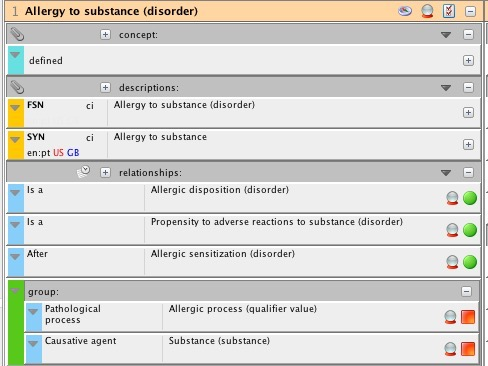 1 Allergy to substance (disorder)
concept:
defined
descriptions:
FSN ci Allergy to substance (disorder)
SYN ci Allergy to substance
en:pt US GB
relationships:
Is a Allergic disposition (disorder)
Is a Propensity to adverse reactions to substance (disorder)
After Allergic sensitization (disorder)
group:
Pathological Allergic process (qualifier value)
process
Causative agent Substance (substance)